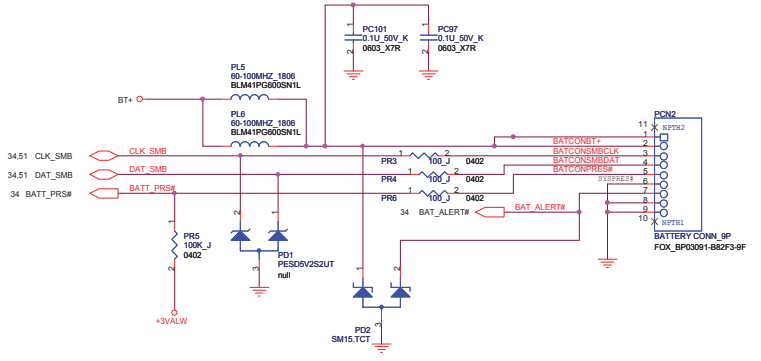 1
PC101
0.1U_50V_K
0603_X7R
2
1
PC97
0.1U_50V_K
0603_X7R
2
PL5
60-100MHZ_1806
BLM41PG600SN1L
BT+
PL6
60-100MHZ_1806
BLM41PG600SN1L
PCN2
11
NPTH2
1
2
3
4
5
6
7
8
9
10
NPTH1
BATTERY CONN_9P
FOX_BP03091-B82F3-9F
BATCONBT+
34,51 CLK_SMB
CLK_SMB
1
2
PR3
100_J
0402
BATCONSMBCLK
34,51 DAT_SMB
DAT_SMB
1
2
PR4
100_J
0402
BATCONSMBDAT
34 BATT_PRS#
BATT_PRS#
1
2
PR6
100_J
0402
BATCONPRES#
SYSPRES#
34 BAT_ALERT#
BAT_ALERT#
1
PR5
100K_J
0402
2
+3VALW
2
1
3
PD1
PESD5V2S2UT
null
1
2
3
PD2
SM15.TCT